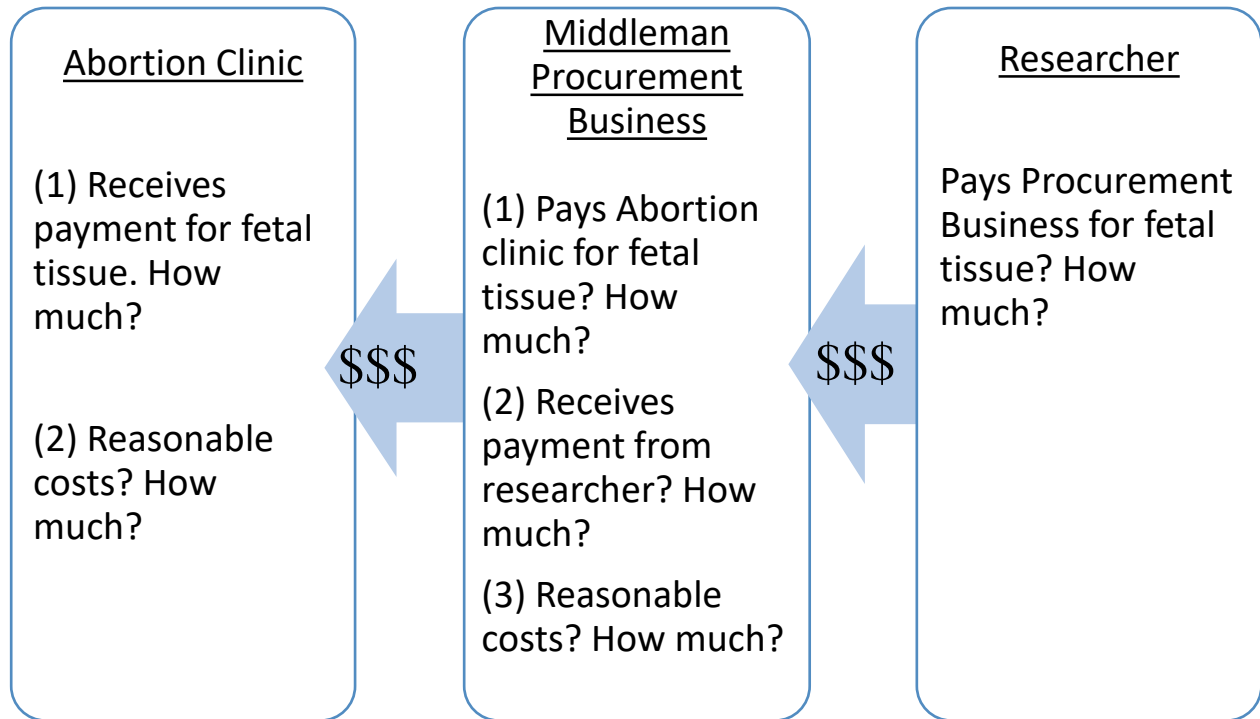 Abortion Clinic
(1) Receives
payment for fetal
tissue. How
much?
(2) Reasonable
costs? How
much?
$$$
Middleman
Procurement
Business
(1) Pays Abortion
clinic for fetal
tissue? How
much?
(2) Receives
payment from
researcher? How
much?
(3) Reasonable
costs? How much?
$$$
Researcher
Pays Procurement
Business for fetal
tissue? How
much?